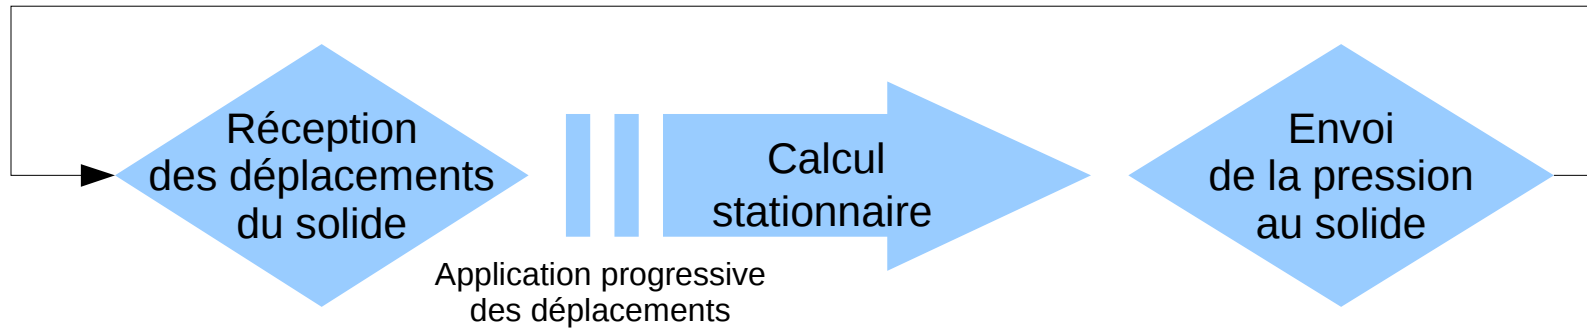 Réception
des déplacements
du solide
Application progressive
des déplacements
Calcul
stationnaire
Envoi
de la pression
au solide